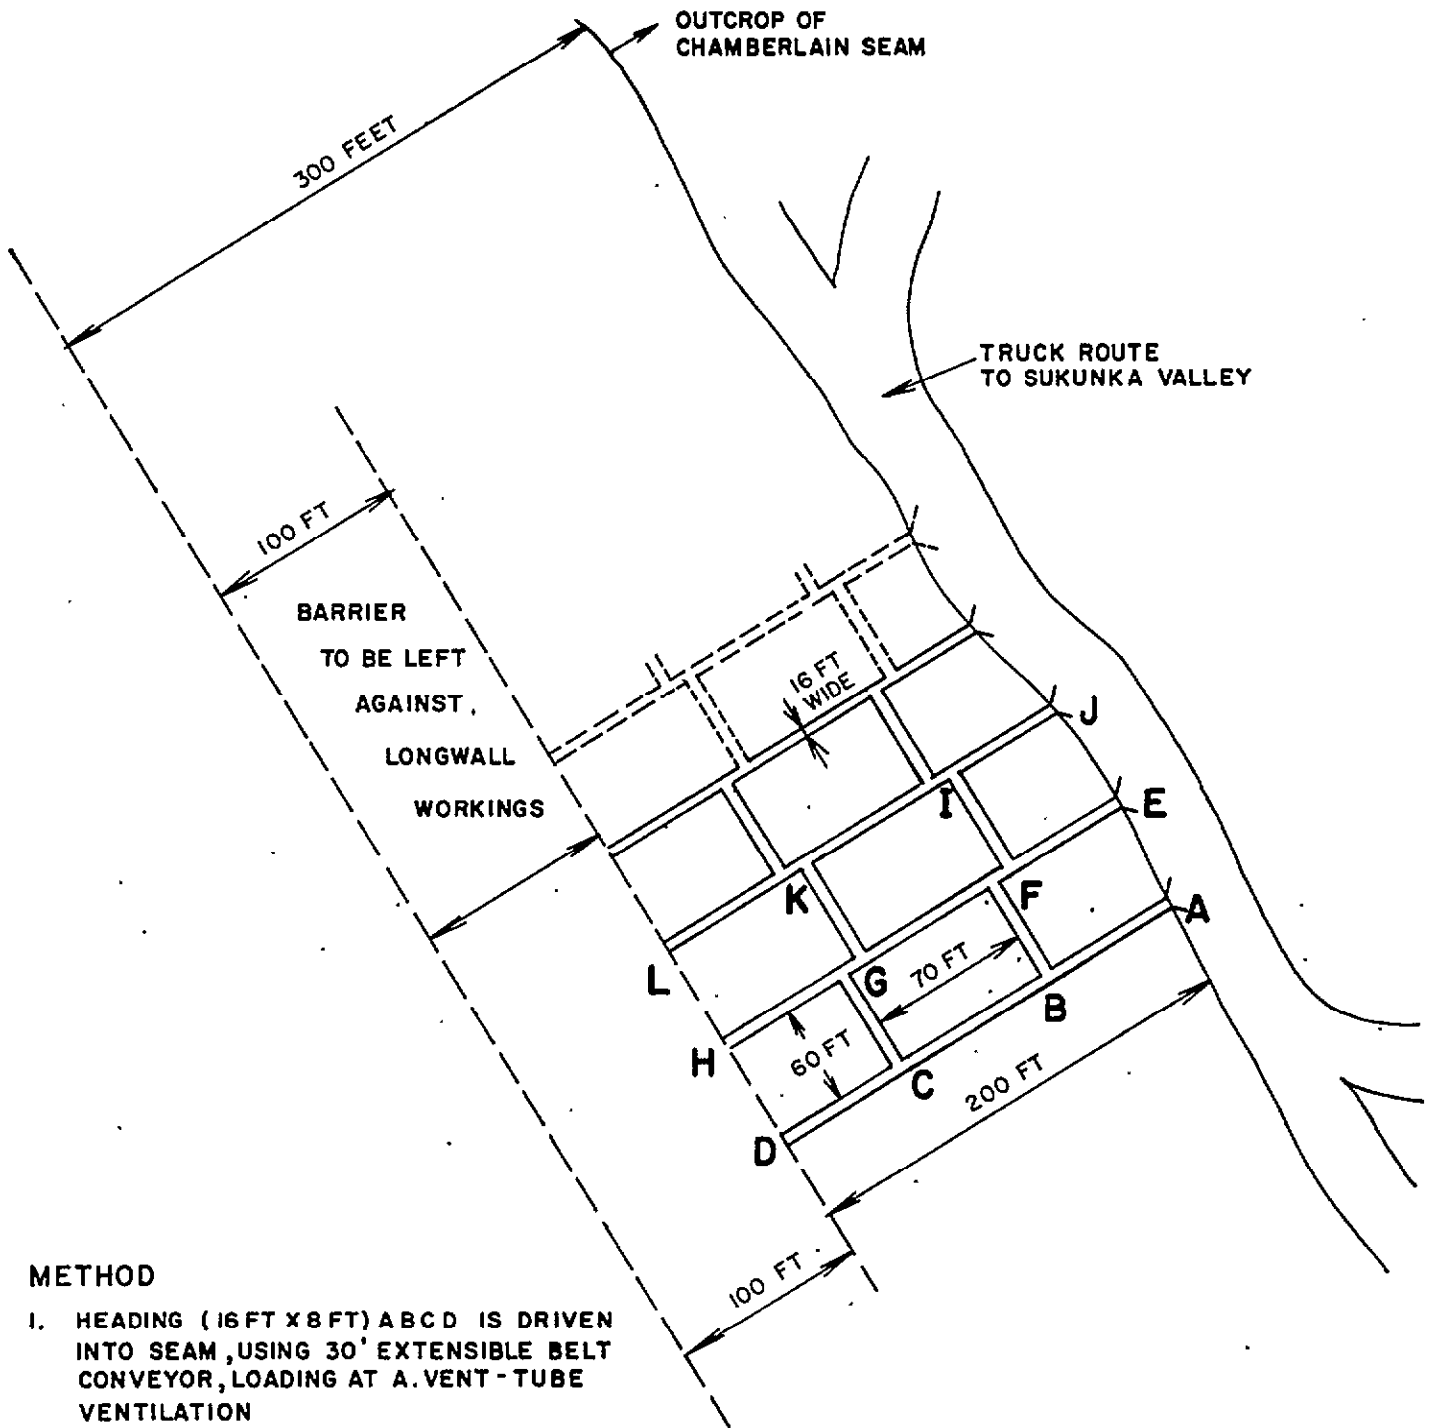 OUTCROP OF
CHAMBERLAIN SEAM
300 FEET
TRUCK ROUTE
TO SUKUNKA VALLEY
100 FT
BARRIER
TO BE LEFT
AGAINST.
LONGWALL
WORKINGS
16 FT
WIDE
J
I
E
K
F
A
L
G
70 FT
B
H
60 FT
C
200 FT
D
100 FT
METHOD
1. HEADING (16 FT X 8 FT) A B C D IS DRIVEN
INTO SEAM, USING 30' EXTENSIBLE BELT
CONVEYOR, LOADING AT A. VENT-TUBE
VENTILATION